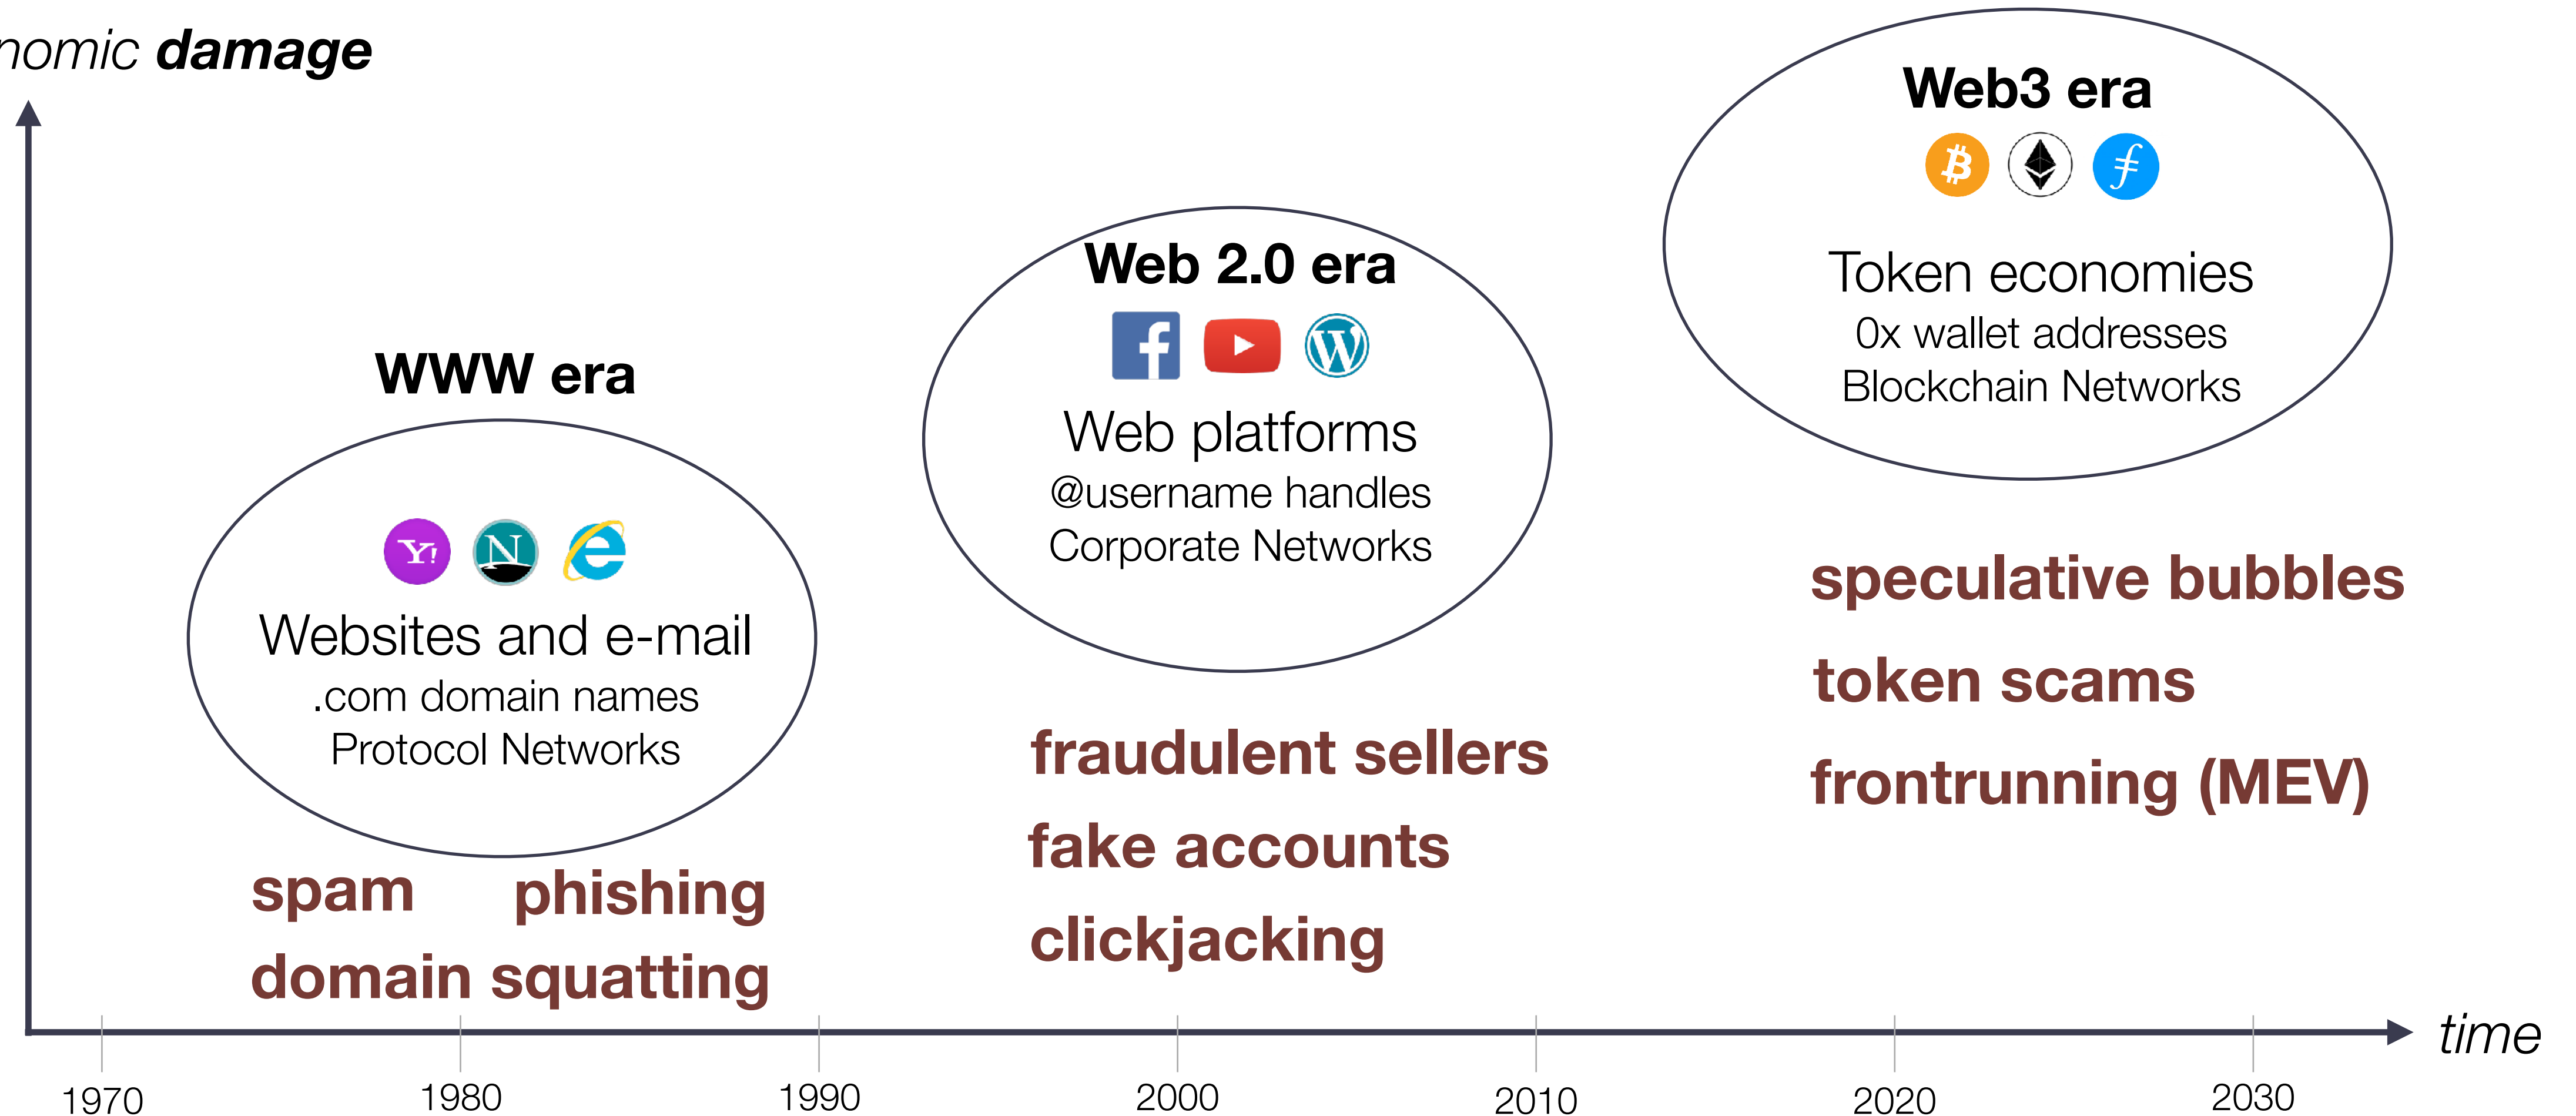 nomic damage
WWW era
Websites and e-mail
.com domain names
Protocol Networks
spam phishing
domain squatting
Web 2.0 era
Web platforms
@username handles
Corporate Networks
fraudulent sellers
fake accounts
clickjacking
Web3 era
Token economies
0x wallet addresses
Blockchain Networks
speculative bubbles
token scams
frontrunning (MEV)
time
1970 1980 1990 2000 2010 2020 2030